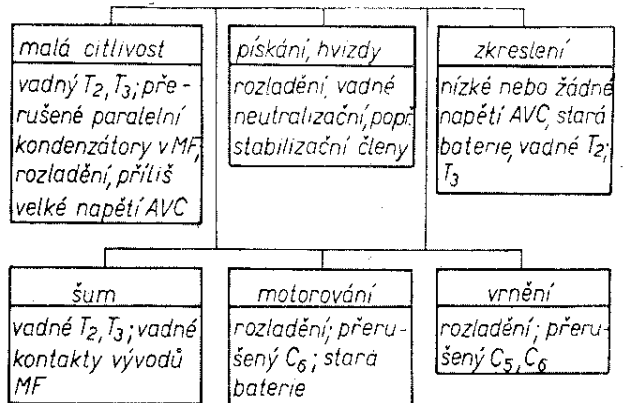 malá citlivost
vadný T2, T3; pře-
rušené paralelní
kondenzátory v MF,
rozladění, příliš
velké napětí AVC
pískání, hvizdy
rozladění, vadné
neutralizační, popř.
stabilizační členy
zkreslení
nízké nebo žádné
napětí AVC, stará
baterie, vadné T2;
T3
šum
vadné T2, T3; vadné
kontakty vývodů
MF
motorování
rozladění; přeru-
šený C6; stará
baterie
vrnění
rozladění; přeru-
šený C5, C6